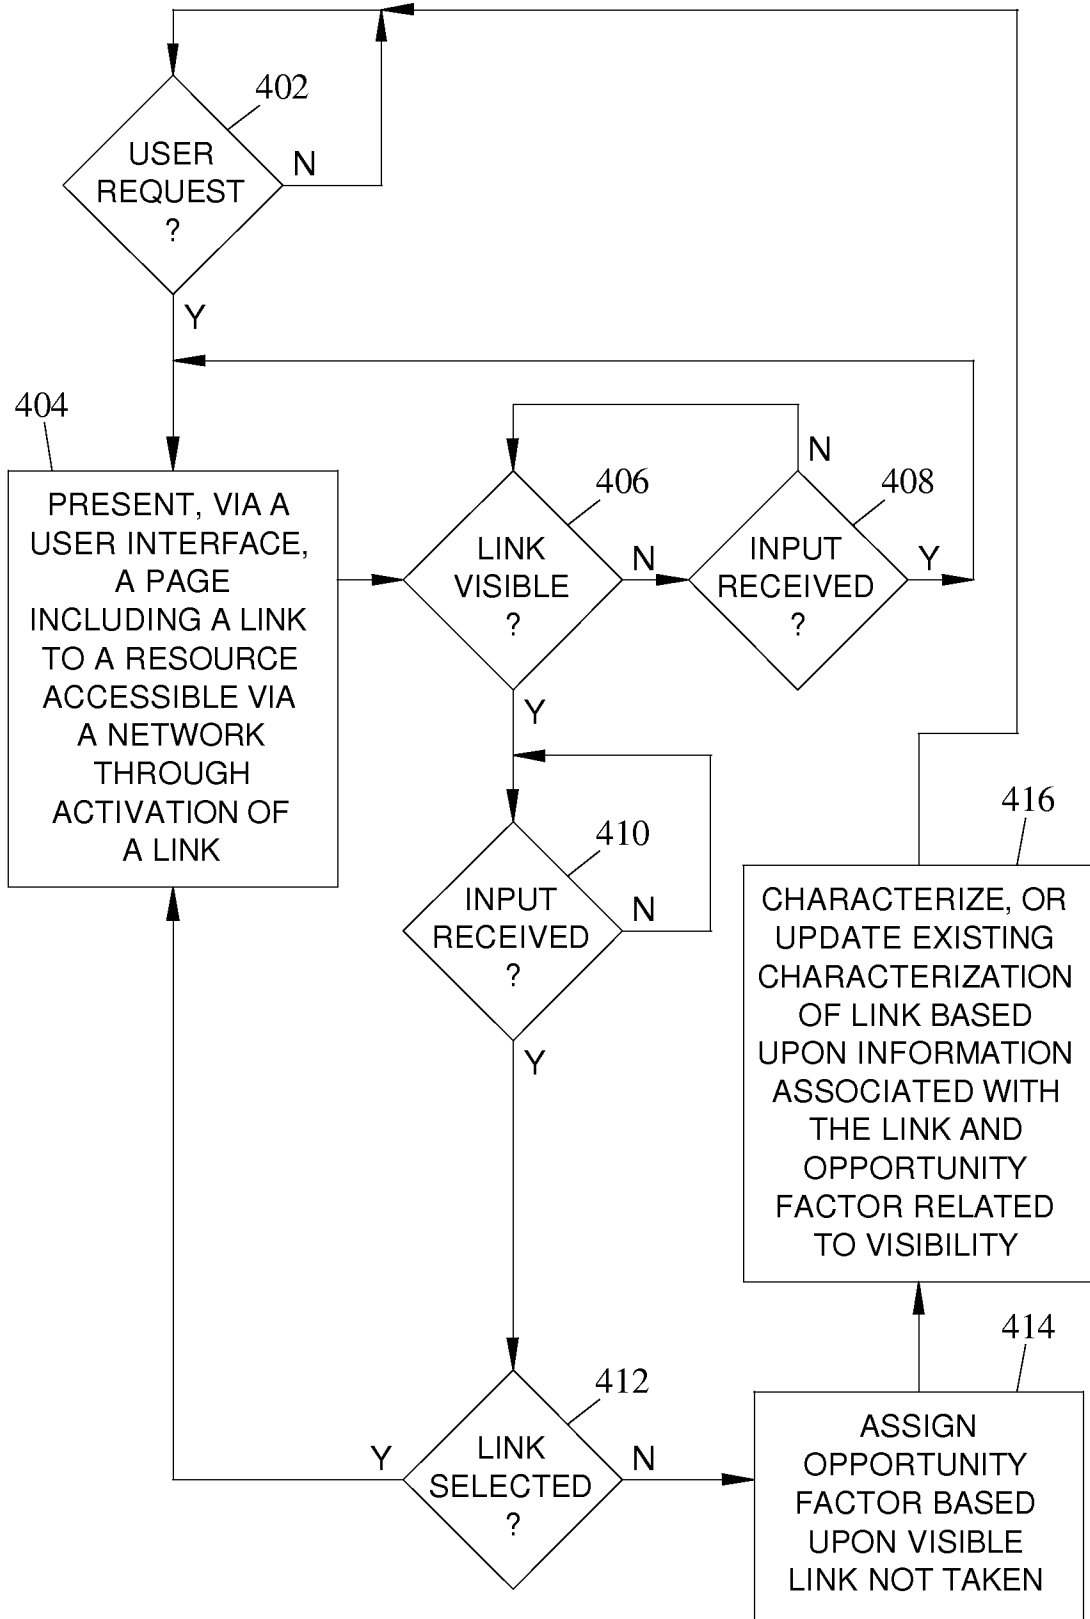 402
USER
REQUEST
?
N
Y
404
PRESENT, VIA A
USER INTERFACE,
A PAGE
INCLUDING A LINK
TO A RESOURCE
ACCESSIBLE VIA
A NETWORK
THROUGH
ACTIVATION OF
A LINK
406
LINK
VISIBLE
?
N
Y
408
INPUT
RECEIVED
?
N
Y
410
INPUT
RECEIVED
?
N
Y
412
LINK
SELECTED
?
Y
N
414
ASSIGN
OPPORTUNITY
FACTOR BASED
UPON VISIBLE
LINK NOT TAKEN
416
CHARACTERIZE, OR
UPDATE EXISTING
CHARACTERIZATION
OF LINK BASED
UPON INFORMATION
ASSOCIATED WITH
THE LINK AND
OPPORTUNITY
FACTOR RELATED
TO VISIBILITY